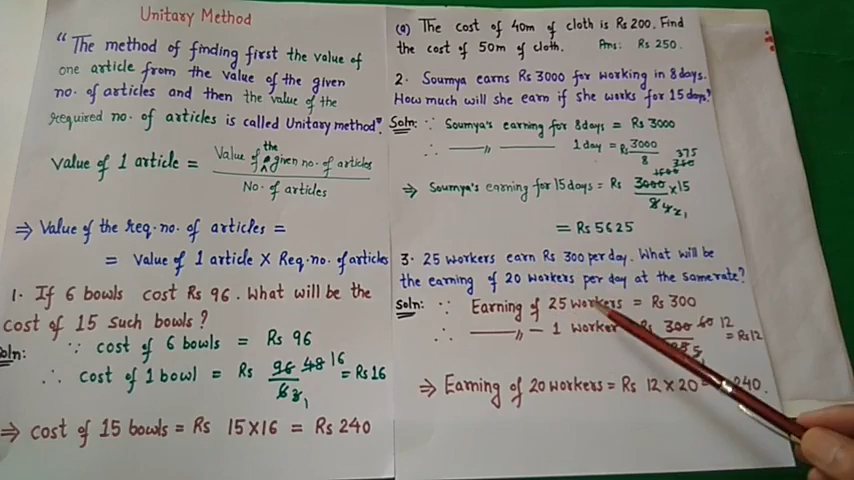 Unitary Method
"The method of finding first the value of
one article from the value of the given
no. of articles and then the value of the
required no. of articles is called Unitary method".
Value of 1 article = Value of the given no. of articles
No. of articles
⇒ Value of the req. no. of articles =
= Value of 1 article X Req. no. of articles
1. If 6 bowls cost Rs 96. What will be the
cost of 15 such bowls?
Soln: ∵ cost of 6 bowls = Rs 96
∴ cost of 1 bowl = Rs 96 48 16 = Rs 16
⇒ cost of 15 bowls = Rs 15 X 16 = Rs 240
(a) The cost of 40m of cloth is Rs 200. Find
the cost of 50m of cloth. Ans: Rs 250.
2. Soumya earns Rs 3000 for working in 8 days.
How much will she earn if she works for 15 days?
Soln: ∵ Soumya's earning for 8 days = Rs 3000
∴ —〃— 1 day = Rs 3000
8
375
⇒ Soumya's earning for 15 days = Rs 3000 X 15
= Rs 5625
3. 25 workers earn Rs 300 per day. What will be
the earning of 20 workers per day at the same rate?
Soln: ∵ Earning of 25 workers = Rs 300
∴ —〃— 1 worker = Rs 300 60 12 = Rs 12
⇒ Earning of 20 workers = Rs 12 X 20 = 240.